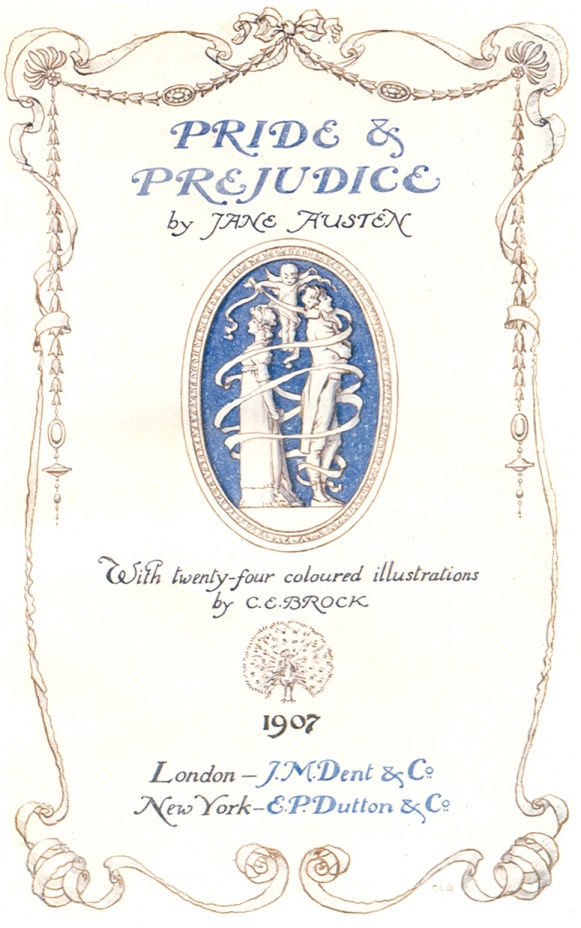 PRIDE &
PREJUDICE
by JANE AUSTEN
With twenty-four coloured illustrations
by C.E.BROCK
1907
London – J.M.Dent & Co
New York – E.P.Dutton & Co
CEB